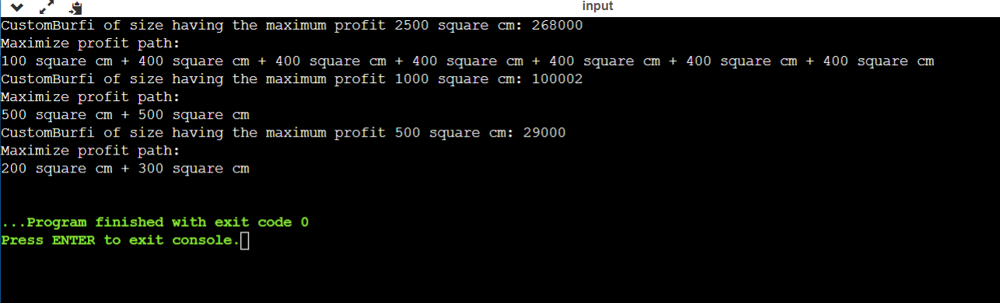 input
CustomBurfi of size having the maximum profit 2500 square cm: 268000
Maximize profit path:
100 square cm + 400 square cm + 400 square cm + 400 square cm + 400 square cm + 400 square cm + 400 square cm
CustomBurfi of size having the maximum profit 1000 square cm: 100002
Maximize profit path:
500 square cm + 500 square cm
CustomBurfi of size having the maximum profit 500 square cm: 29000
Maximize profit path:
200 square cm + 300 square cm
...Program finished with exit code 0
Press ENTER to exit console.